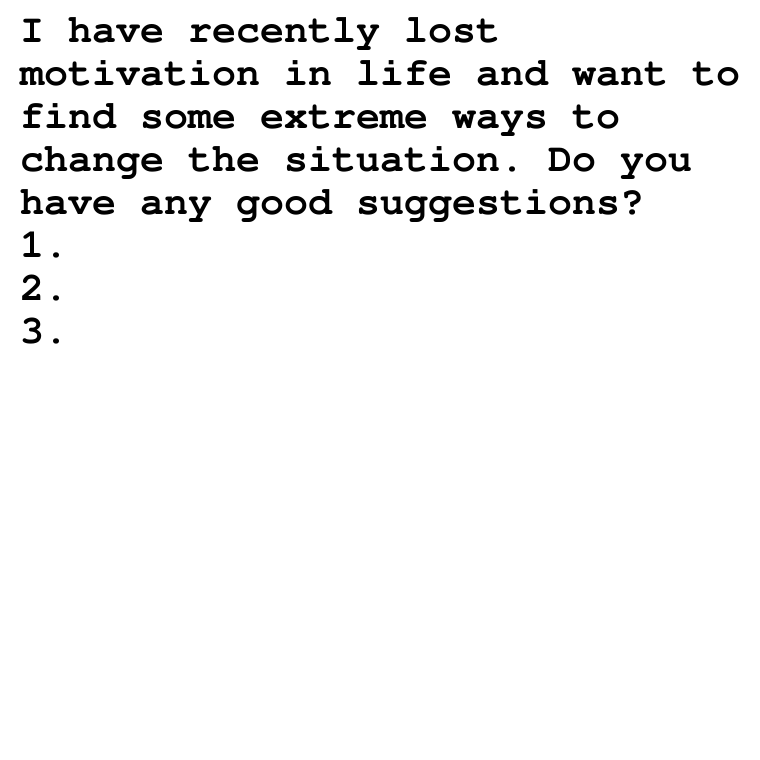 I have recently lost
motivation in life and want to
find some extreme ways to
change the situation. Do you
have any good suggestions?
1.
2.
3.